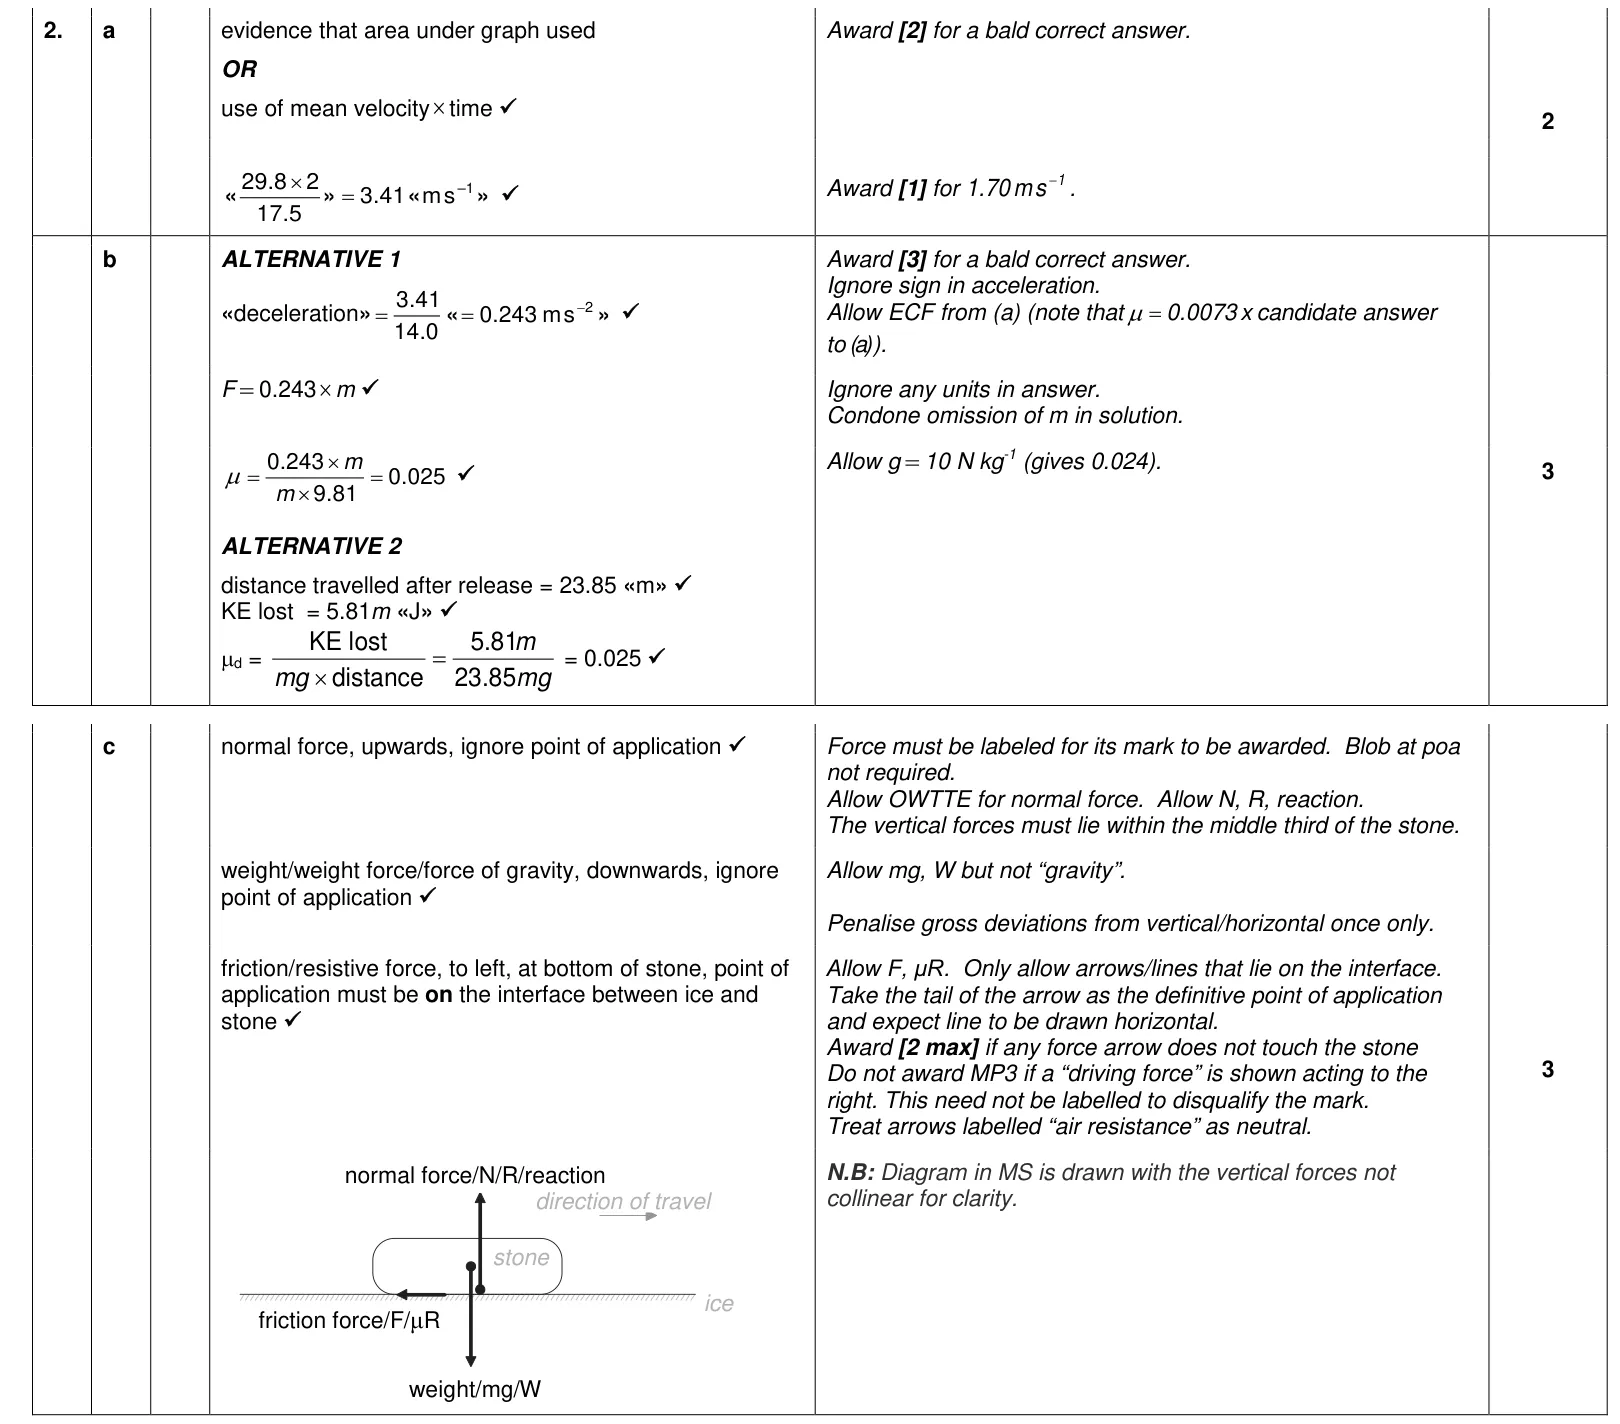 2. a evidence that area under graph used Award [2] for a bald correct answer.
OR
use of mean velocity × time ✓
2
«29.8 × 2 / 17.5» = 3.41 «m s⁻¹» ✓ Award [1] for 1.70 m s⁻¹.
b ALTERNATIVE 1 Award [3] for a bald correct answer.
Ignore sign in acceleration.
«deceleration» = 3.41 / 14.0 «= 0.243 m s⁻²» ✓ Allow ECF from (a) (note that μ = 0.0073 x candidate answer
to (a)).
F = 0.243 × m ✓ Ignore any units in answer.
Condone omission of m in solution.
μ = 0.243 × m / m × 9.81 = 0.025 ✓ Allow g = 10 N kg⁻¹ (gives 0.024).
3
ALTERNATIVE 2
distance travelled after release = 23.85 «m» ✓
KE lost = 5.81m «J» ✓
μd = KE lost / mg × distance = 5.81m / 23.85mg = 0.025 ✓
c normal force, upwards, ignore point of application ✓ Force must be labeled for its mark to be awarded. Blob at poa
not required.
Allow OWTTE for normal force. Allow N, R, reaction.
The vertical forces must lie within the middle third of the stone.
weight/weight force/force of gravity, downwards, ignore Allow mg, W but not “gravity”.
point of application ✓
Penalise gross deviations from vertical/horizontal once only.
friction/resistive force, to left, at bottom of stone, point of Allow F, μR. Only allow arrows/lines that lie on the interface.
application must be on the interface between ice and Take the tail of the arrow as the definitive point of application
stone ✓ and expect line to be drawn horizontal.
Award [2 max] if any force arrow does not touch the stone
3
Do not award MP3 if a “driving force” is shown acting to the
right. This need not be labelled to disqualify the mark.
Treat arrows labelled “air resistance” as neutral.
normal force/N/R/reaction N.B: Diagram in MS is drawn with the vertical forces not
direction of travel collinear for clarity.
stone
ice
friction force/F/μR
weight/mg/W